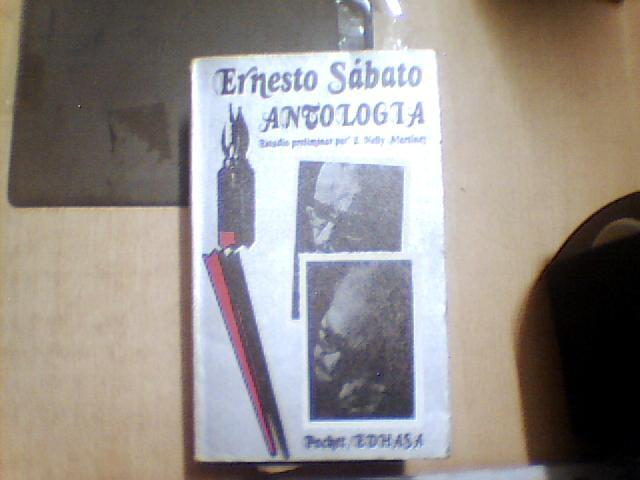 Ernesto Sábato
ANTOLOGIA
Estudio preliminar por Z. Nelly Martínez
Pocket/EDHASA